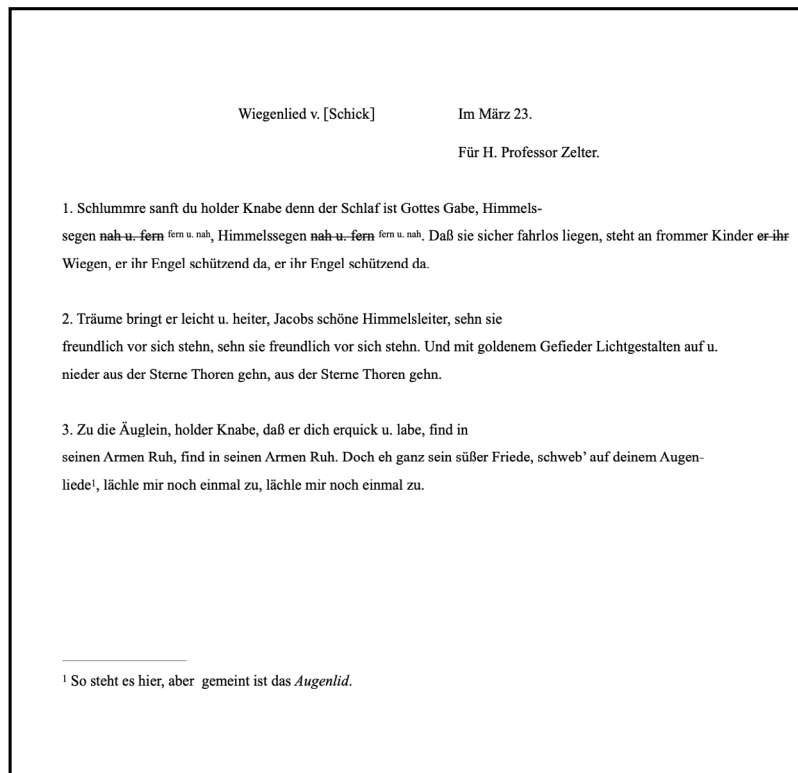 Wiegenlied v. [Schick] Im März 23.
Für H. Professor Zelter.
1. Schlummre sanft du holder Knabe denn der Schlaf ist Gottes Gabe, Himmels-
segen nah u. fern fern u. nah, Himmelssegen nah u. fern fern u. nah. Daß sie sicher fahrlos liegen, steht an frommer Kinder er ihr
Wiegen, er ihr Engel schützend da, er ihr Engel schützend da.
2. Träume bringt er leicht u. heiter, Jacobs schöne Himmelsleiter, sehn sie
freundlich vor sich stehn, sehn sie freundlich vor sich stehn. Und mit goldenem Gefieder Lichtgestalten auf u.
nieder aus der Sterne Thoren gehn, aus der Sterne Thoren gehn.
3. Zu die Äuglein, holder Knabe, daß er dich erquick u. labe, find in
seinen Armen Ruh, find in seinen Armen Ruh. Doch eh ganz sein süßer Friede, schweb’ auf deinem Augen-
liede¹, lächle mir noch einmal zu, lächle mir noch einmal zu.
¹ So steht es hier, aber gemeint ist das Augenlid.